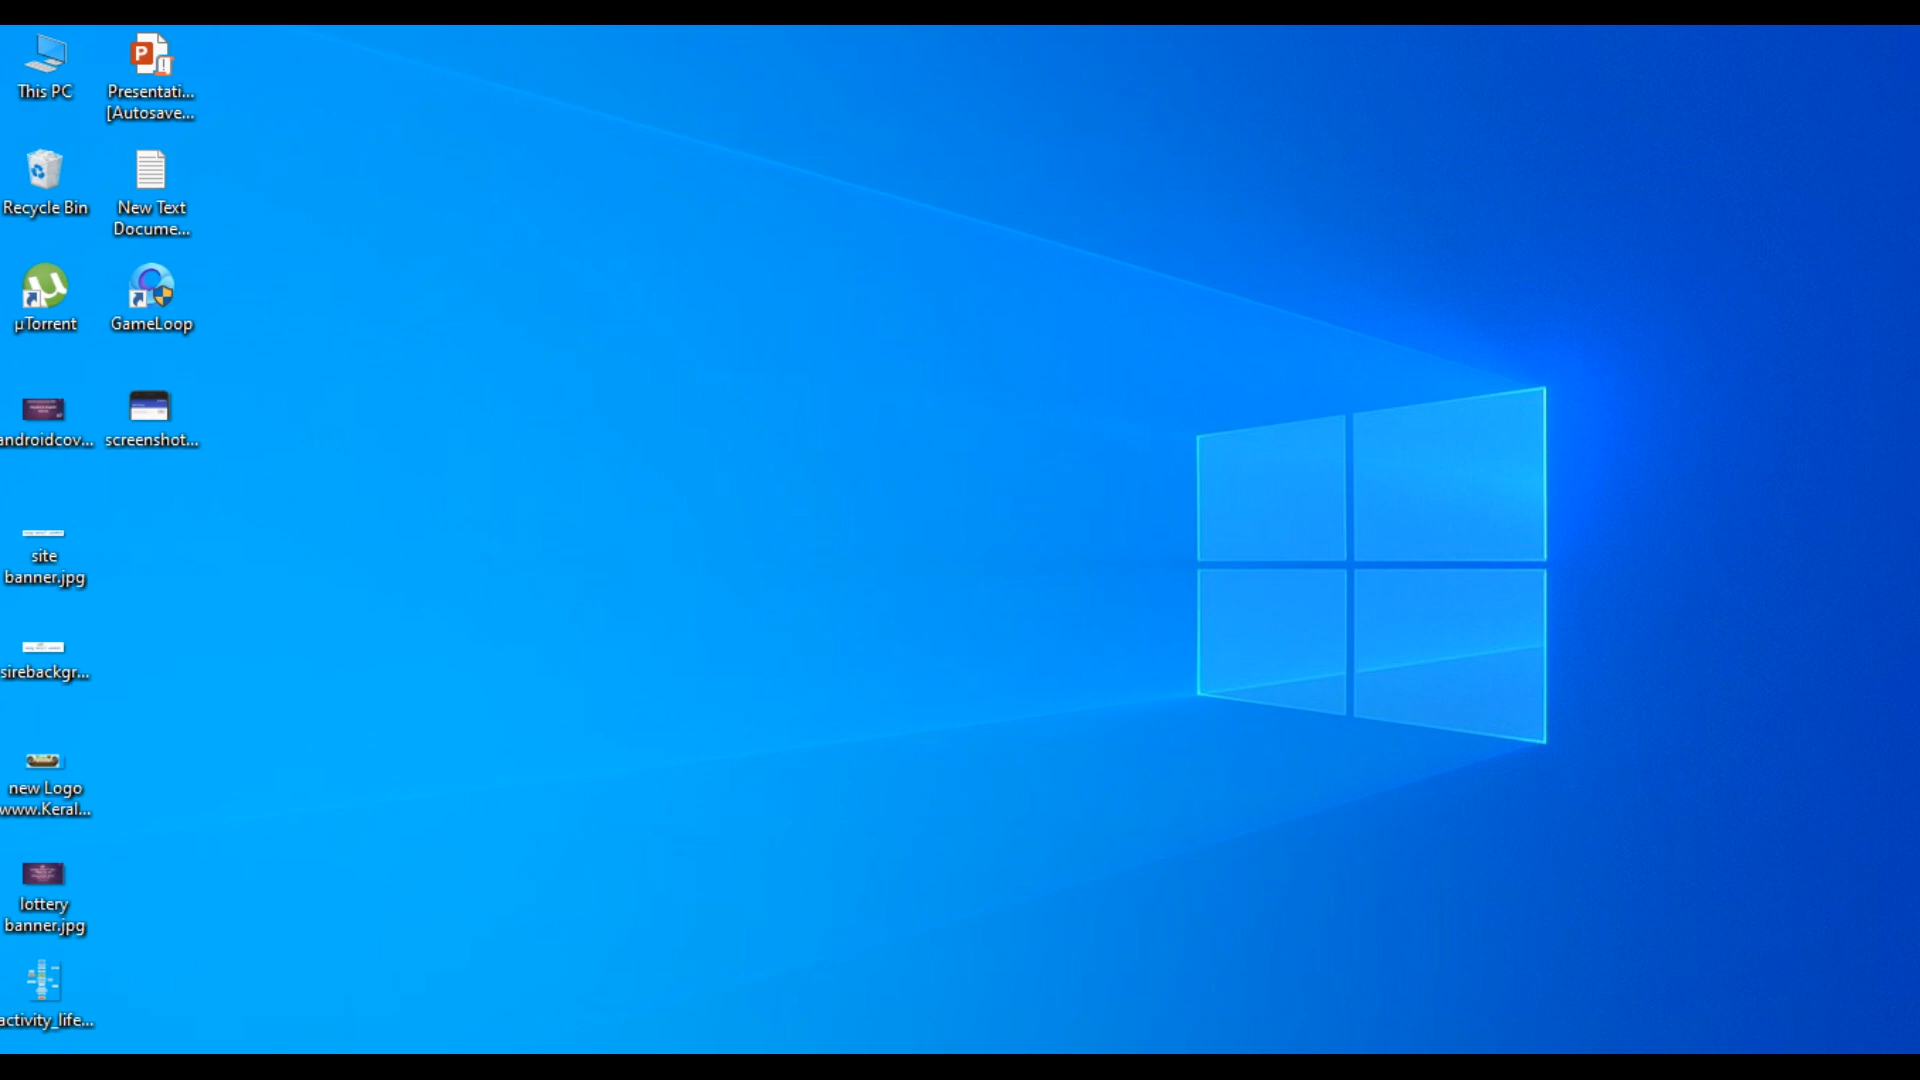 This PC
Presentati...
[Autosave...
Recycle Bin
New Text
Docume...
µTorrent
GameLoop
androidcov...
screenshot...
site
banner.jpg
sirebackgr...
new Logo
www.Keral...
lottery
banner.jpg
activity_life...